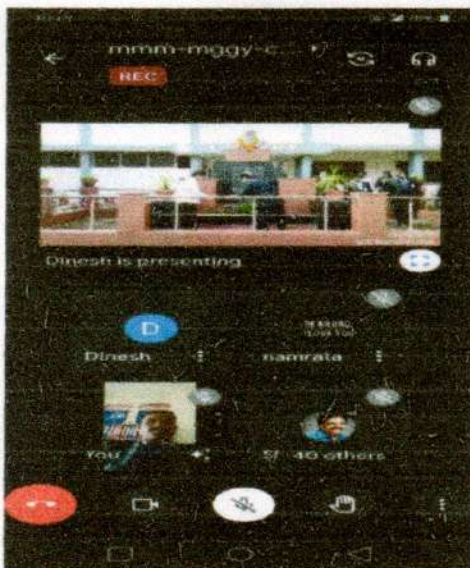 mmm-mggy-c...
REC
Dinesh is presenting
D
Dinesh
namrata
You
40 others